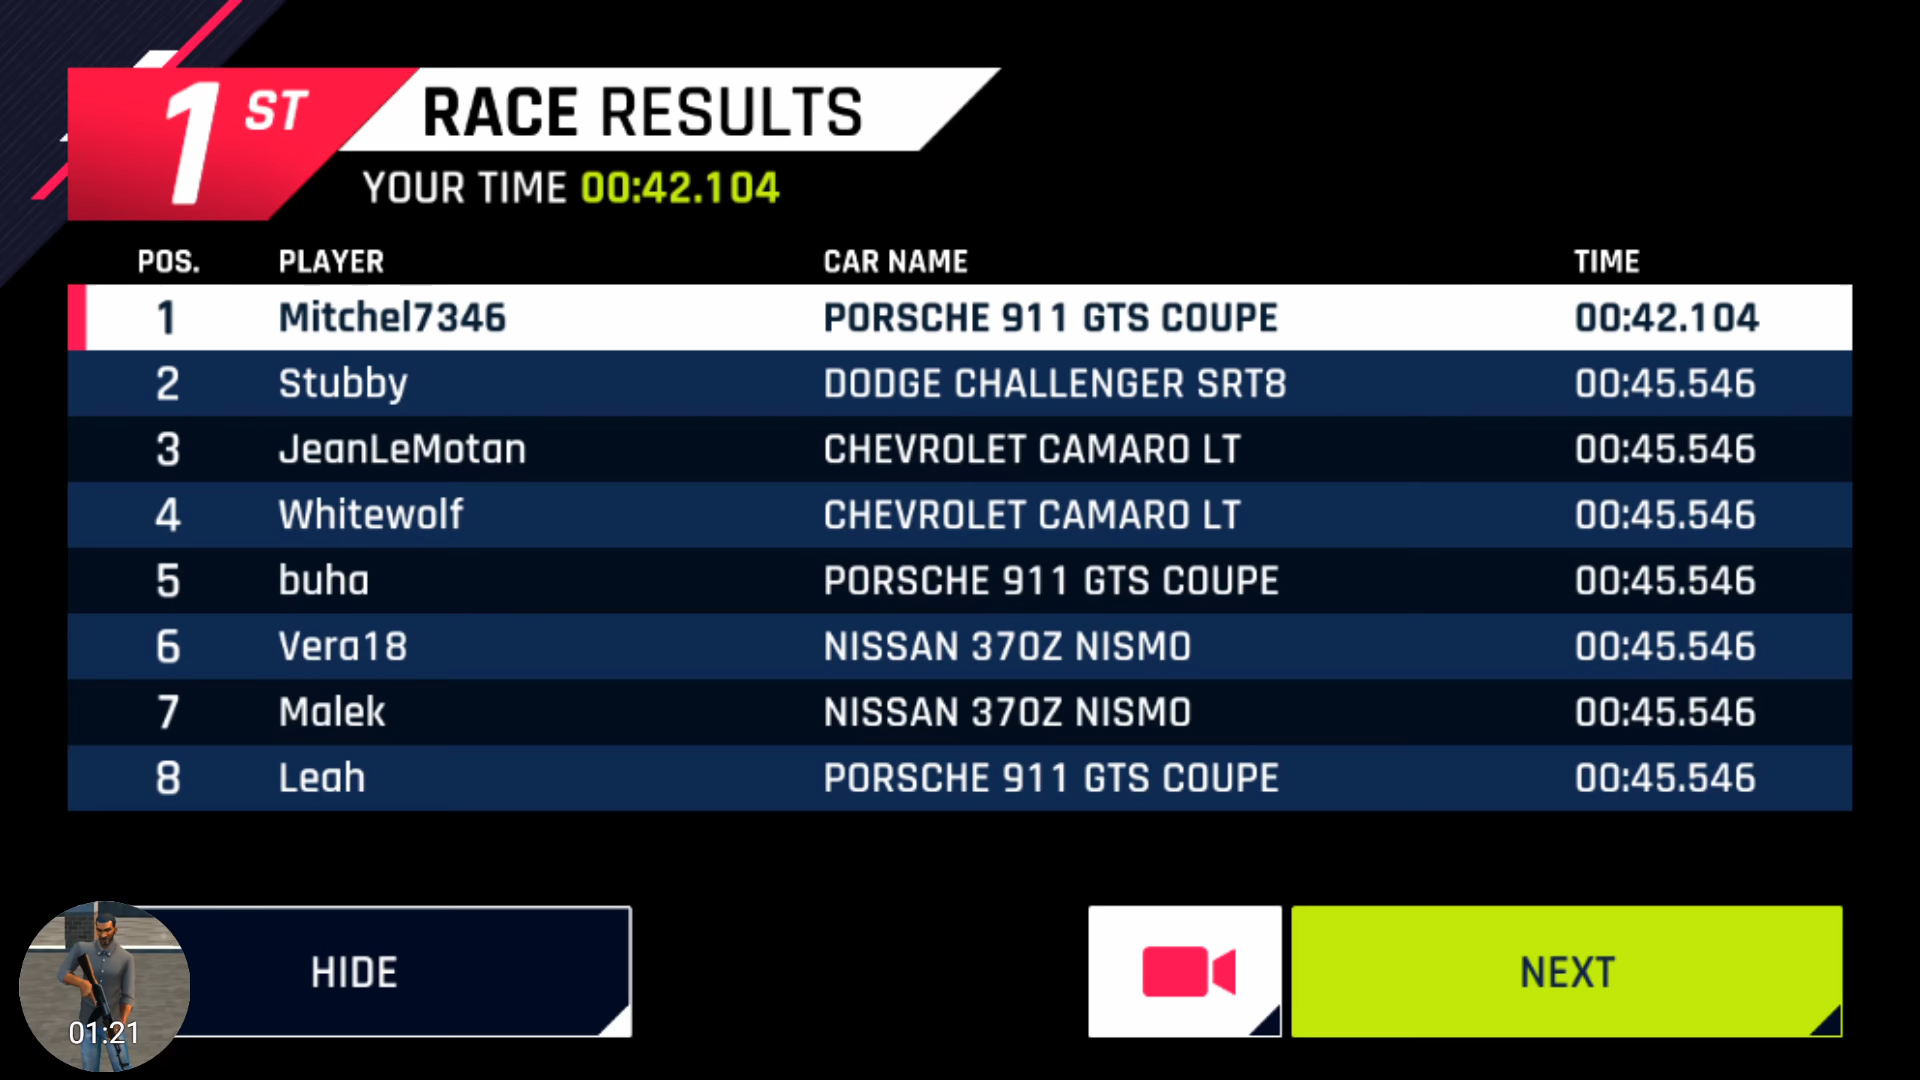 1ST
RACE RESULTS
YOUR TIME 00:42.104
POS. PLAYER CAR NAME TIME
1 Mitchel7346 PORSCHE 911 GTS COUPE 00:42.104
2 Stubby DODGE CHALLENGER SRT8 00:45.546
3 JeanLeMotan CHEVROLET CAMARO LT 00:45.546
4 Whitewolf CHEVROLET CAMARO LT 00:45.546
5 buha PORSCHE 911 GTS COUPE 00:45.546
6 Vera18 NISSAN 370Z NISMO 00:45.546
7 Malek NISSAN 370Z NISMO 00:45.546
8 Leah PORSCHE 911 GTS COUPE 00:45.546
HIDE NEXT
01:21